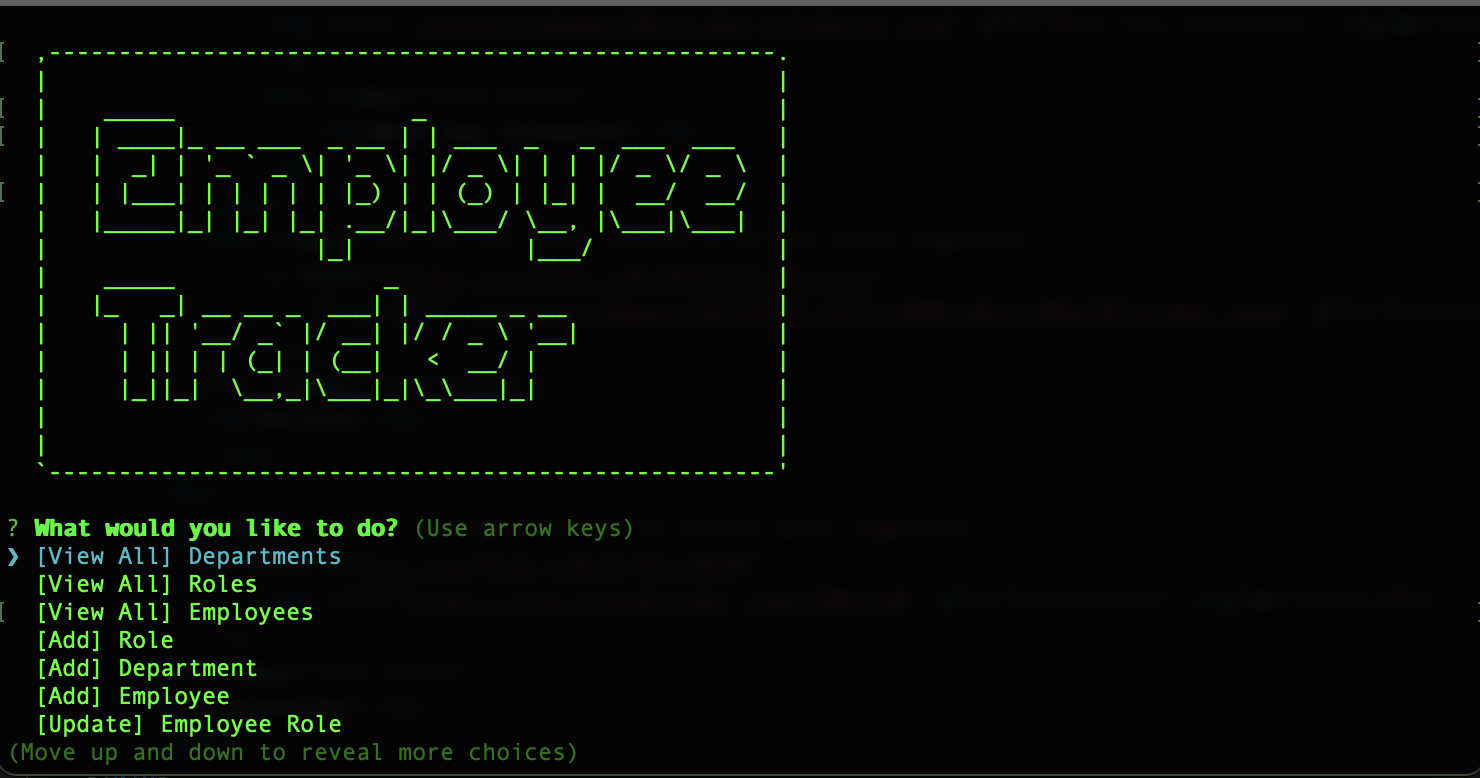 Employee
Tracker
? What would you like to do? (Use arrow keys)
❯ [View All] Departments
[View All] Roles
[View All] Employees
[Add] Role
[Add] Department
[Add] Employee
[Update] Employee Role
(Move up and down to reveal more choices)